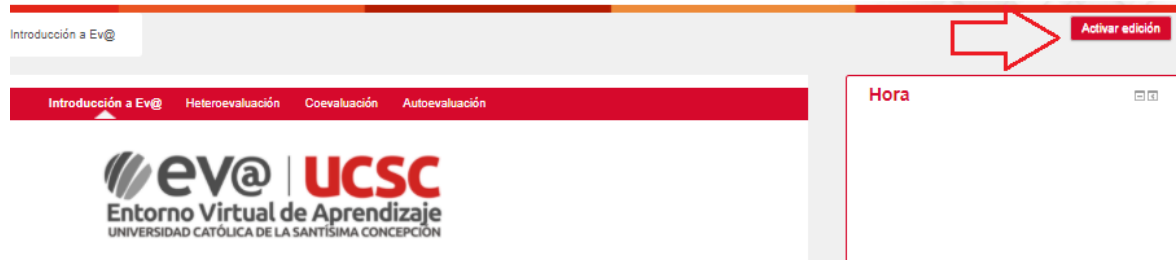 Introducción a Ev@
Activar edición
Introducción a Ev@ Heteroevaluación Coevaluación Autoevaluación
Hora
ev@ | UCSC
Entorno Virtual de Aprendizaje
UNIVERSIDAD CATÓLICA DE LA SANTÍSIMA CONCEPCIÓN